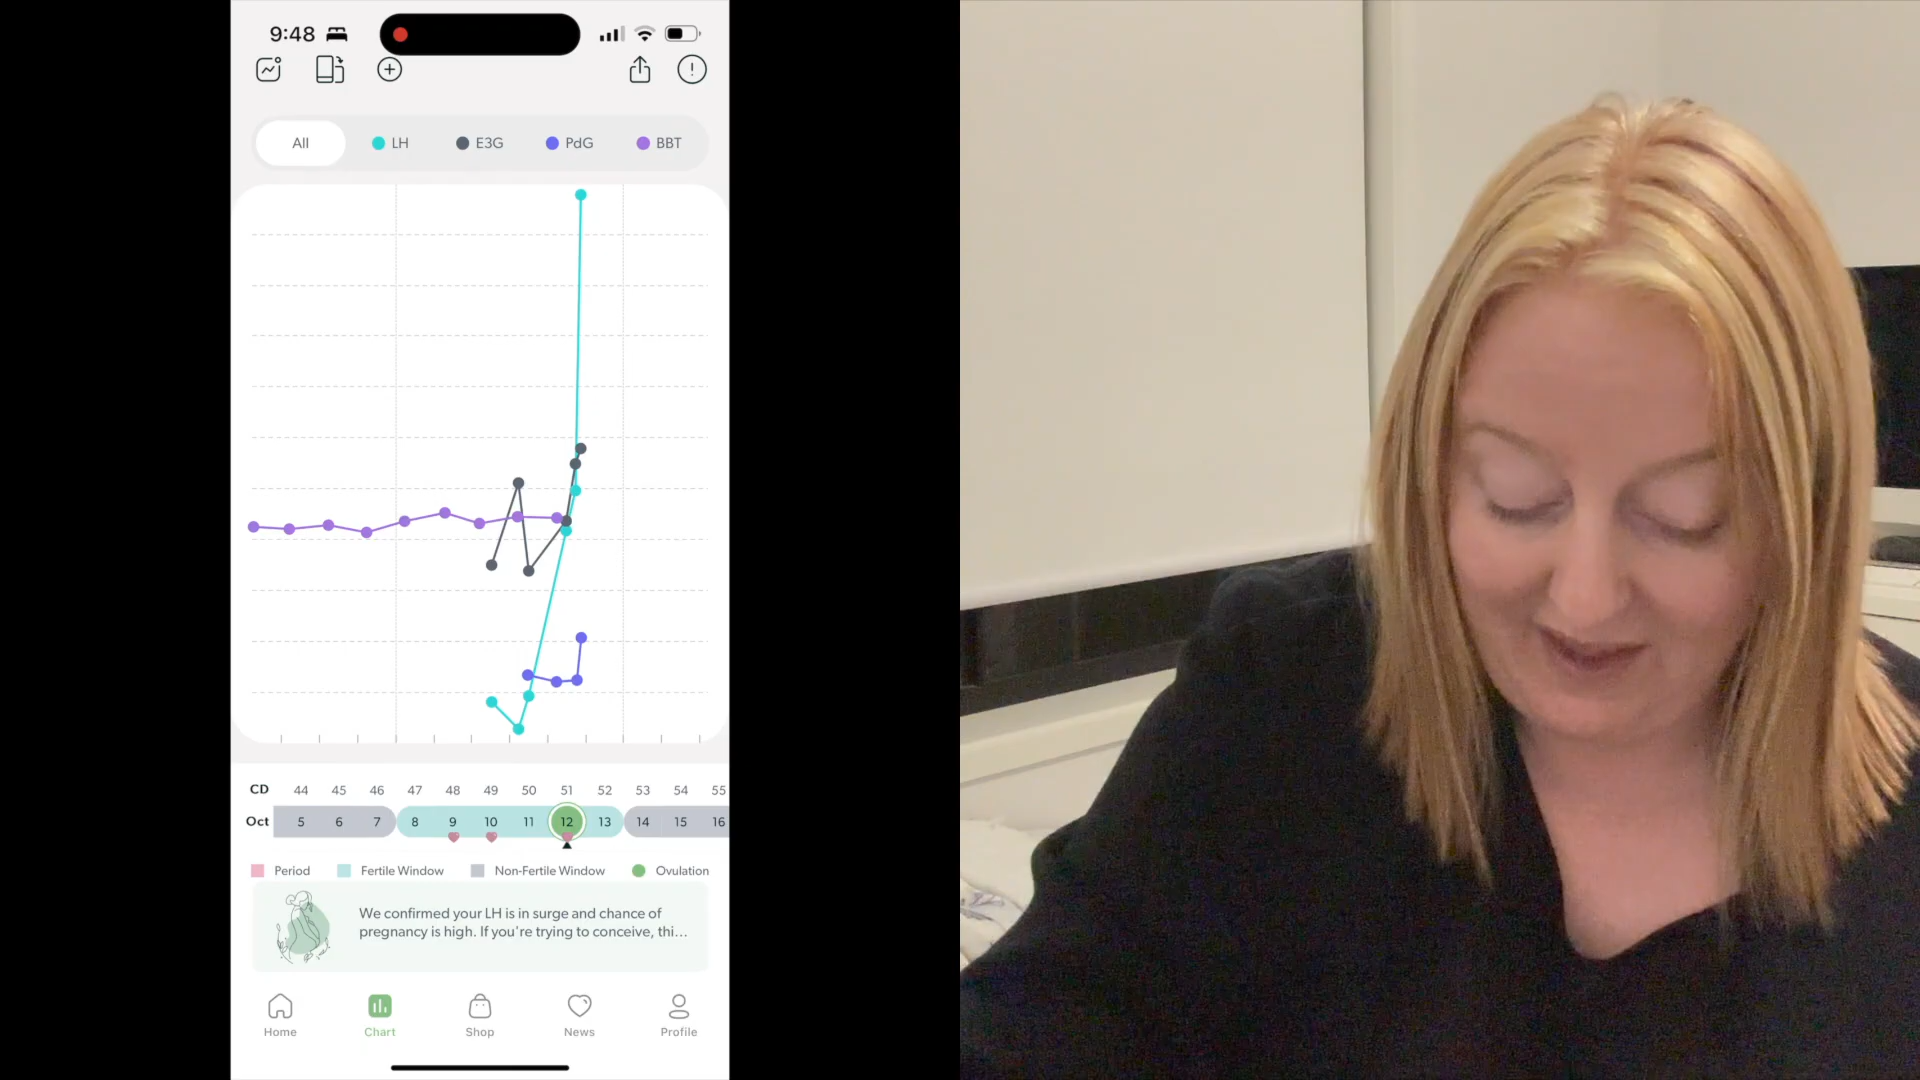 9:48
All LH E3G PdG BBT
CD 44 45 46 47 48 49 50 51 52 53 54 55
Oct 5 6 7 8 9 10 11 12 13 14 15 16
Period Fertile Window Non-Fertile Window Ovulation
We confirmed your LH is in surge and chance of
pregnancy is high. If you're trying to conceive, thi...
Home Chart Shop News Profile